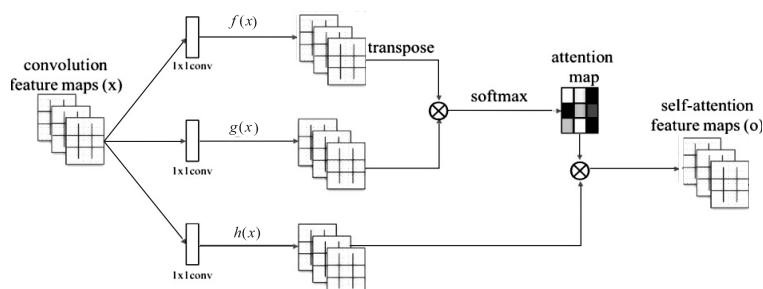 f(x)
convolution
feature maps (x)
1x1conv
transpose
attention
map
softmax
self-attention
feature maps (o)
g(x)
1x1conv
h(x)
1x1conv